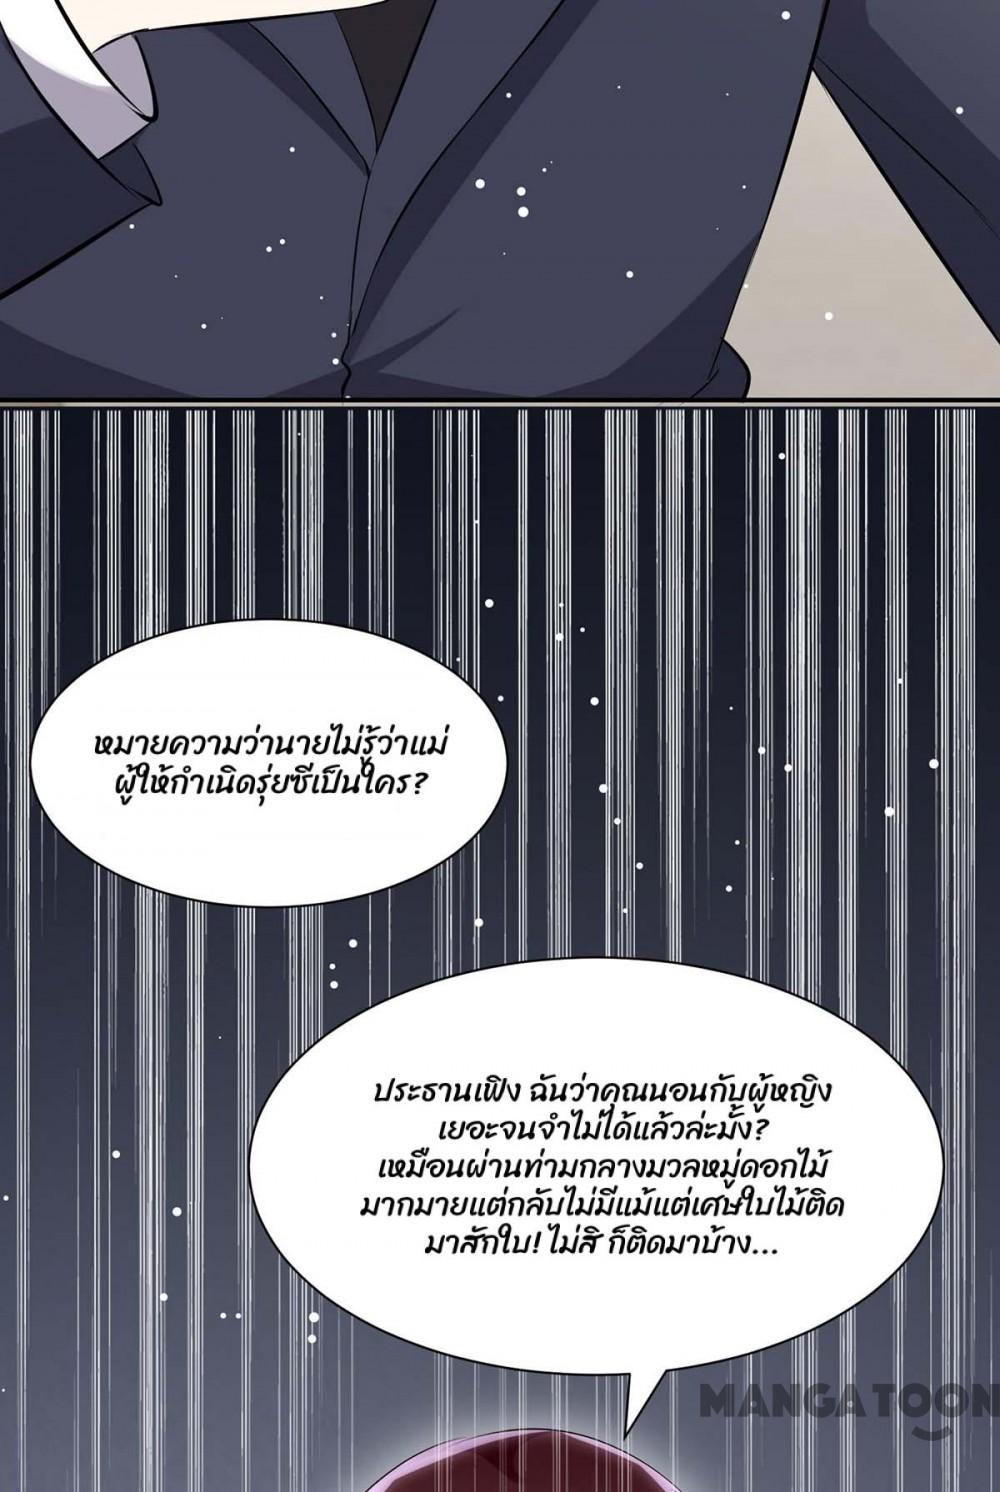 หมายความว่านายไม่รู้ว่าแม่
ผู้ให้กำเนิดรุ่ยซีเป็นใคร?
ประธานเฟิง ฉันว่าคุณนอนกับผู้หญิง
เยอะจนจำไม่ได้แล้วล่ะมั้ง?
เหมือนผ่านท่ามกลางมวลหมู่ดอกไม้
มากมายแต่กลับไม่มีแม้แต่เศษใบไม้ติด
มาสักใบ! ไม่สิ ก็ติดมาบ้าง...
MANGATOON